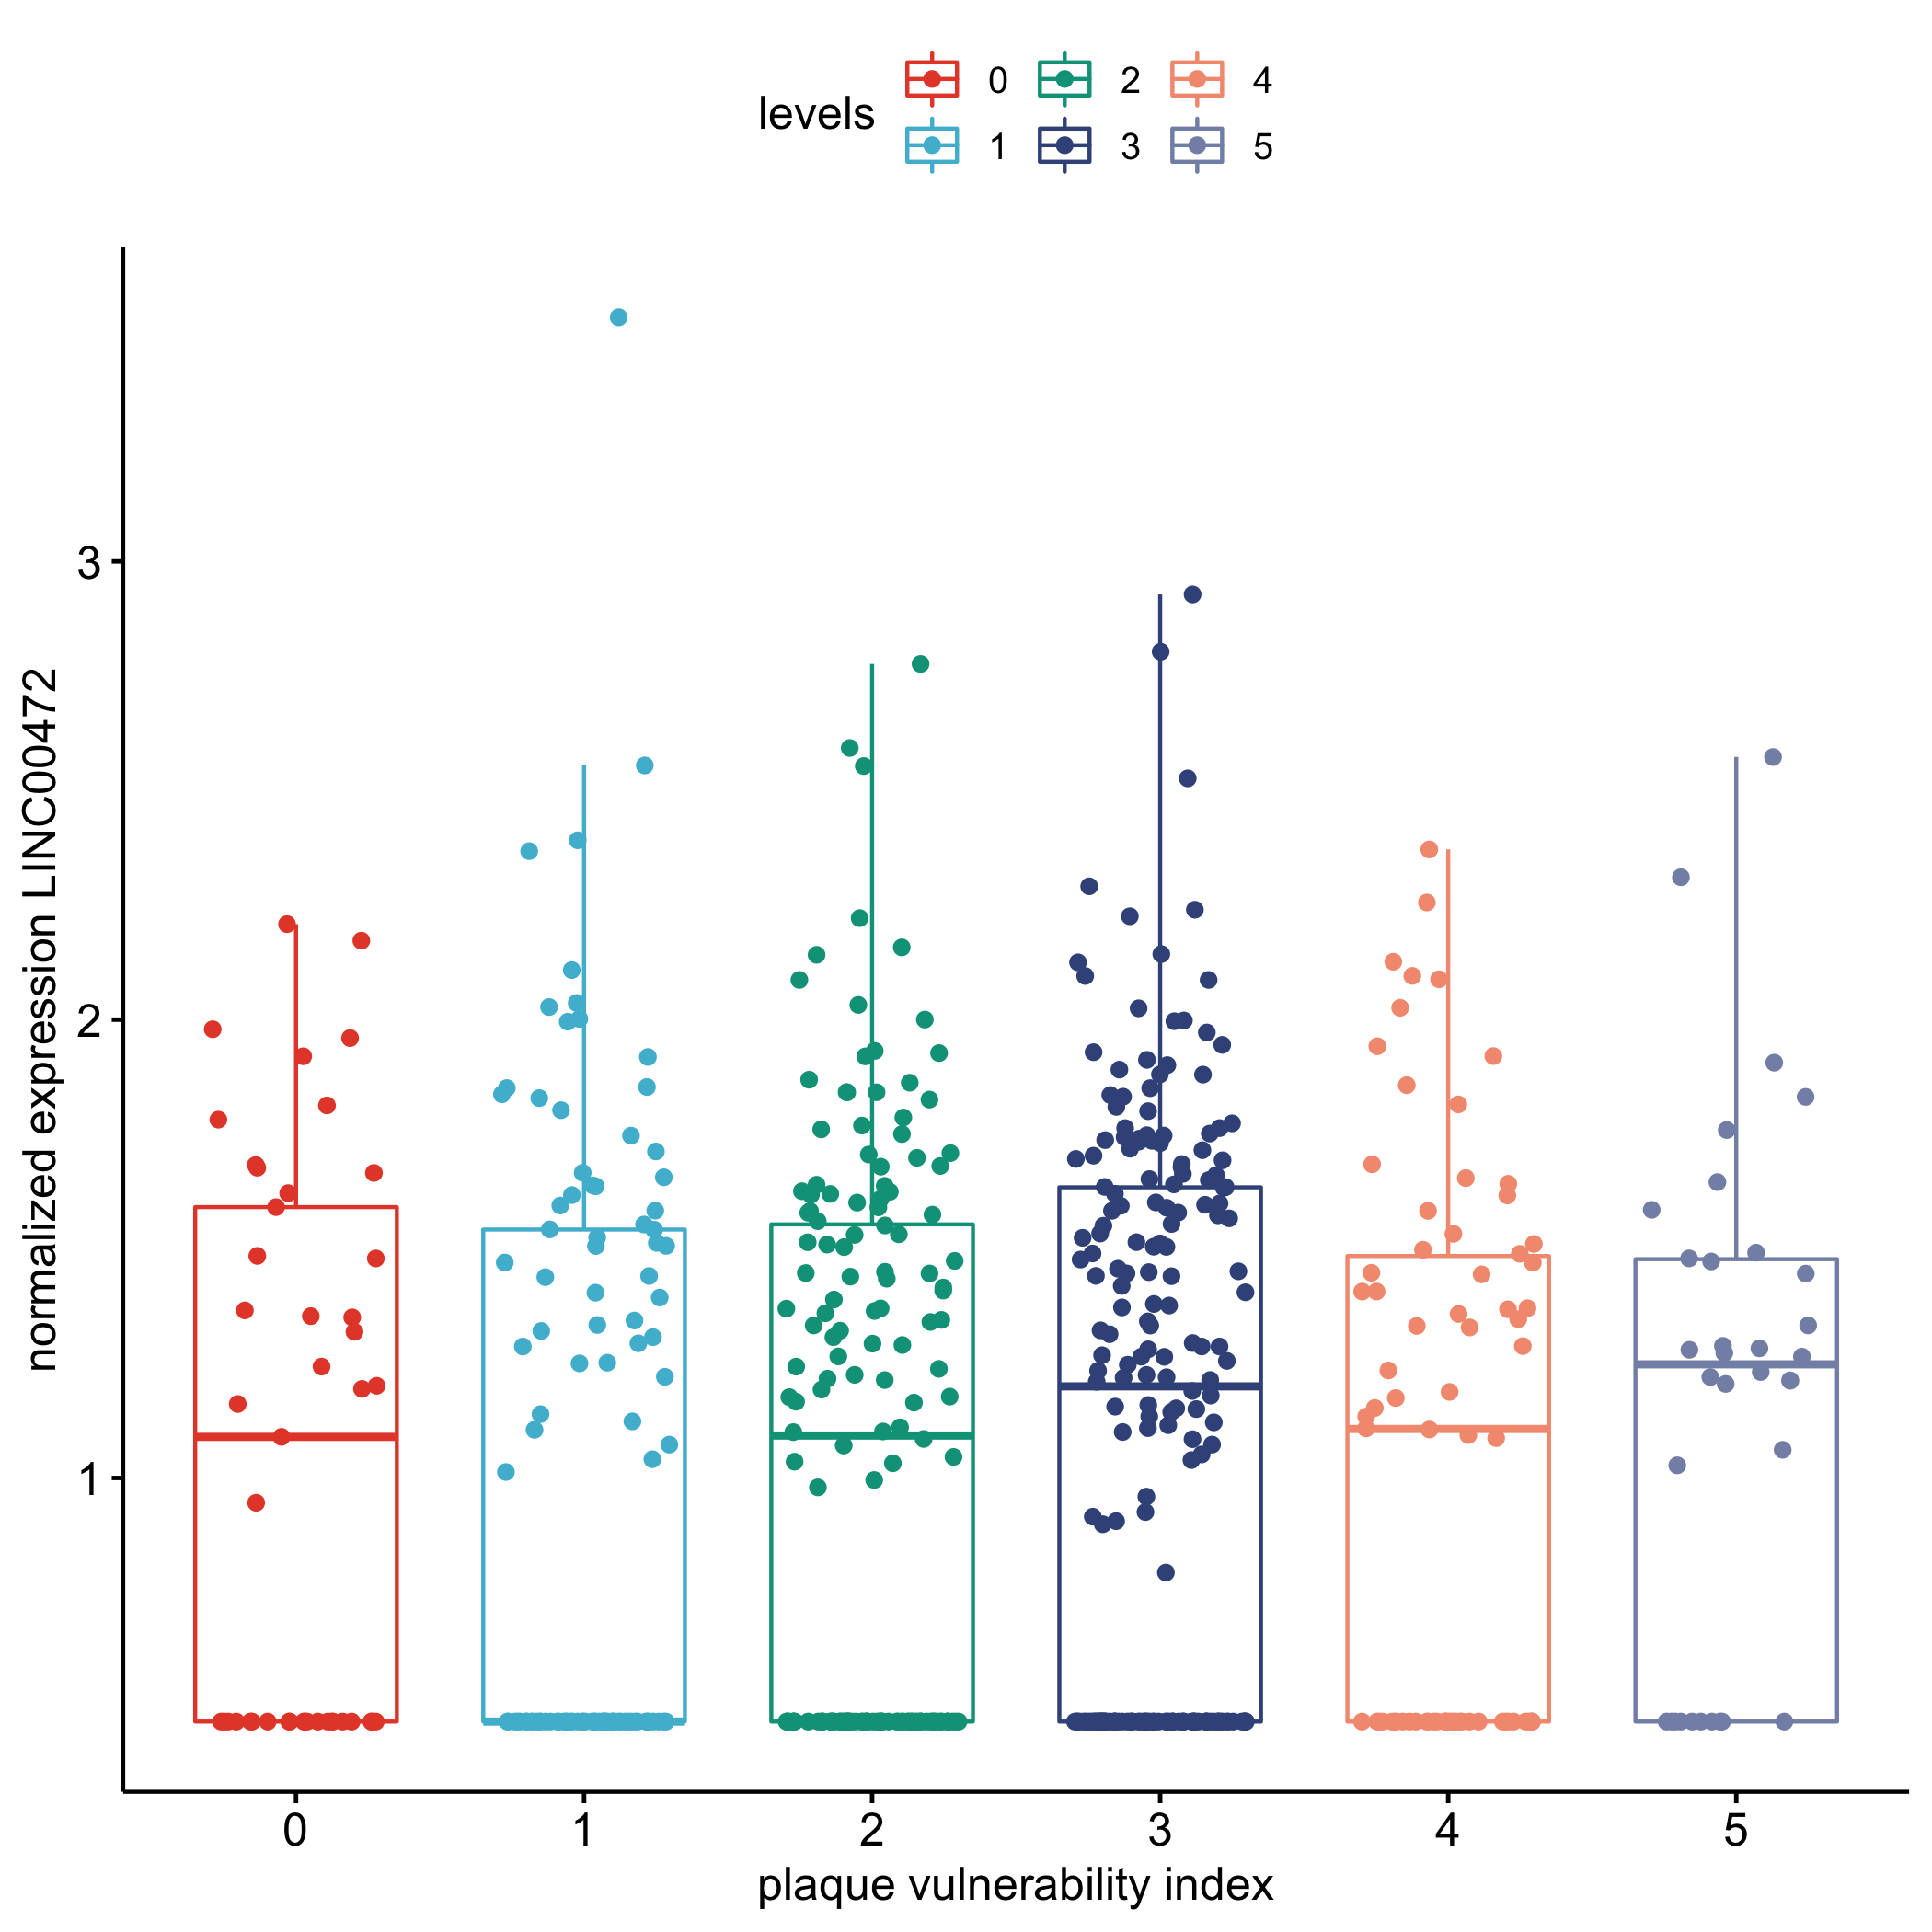 levels
0 2 4
1 3 5
normalized expression LINC00472
3
2
1
0 1 2 3 4 5
plaque vulnerability index